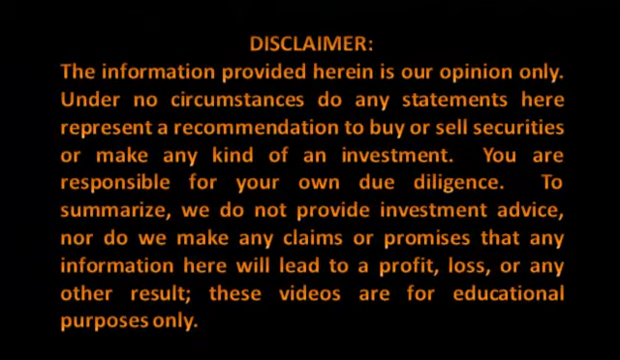 DISCLAIMER:
The information provided herein is our opinion only.
Under no circumstances do any statements here
represent a recommendation to buy or sell securities
or make any kind of an investment. You are
responsible for your own due diligence. To
summarize, we do not provide investment advice,
nor do we make any claims or promises that any
information here will lead to a profit, loss, or any
other result; these videos are for educational
purposes only.